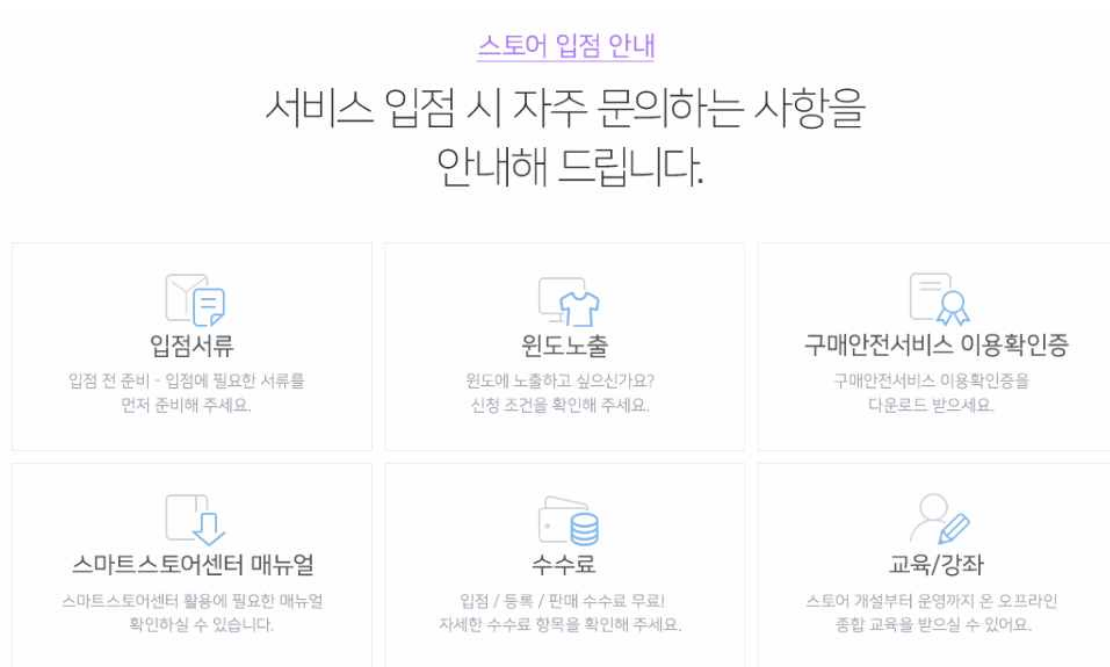 스토어 입점 안내
서비스 입점 시 자주 문의하는 사항을
안내해 드립니다.
입점서류
입점 전 준비 - 입점에 필요한 서류를
먼저 준비해 주세요.
윈도노출
윈도에 노출하고 싶으신가요?
신청 조건을 확인해 주세요.
구매안전서비스 이용확인증
구매안전서비스 이용확인증을
다운로드 받으세요.
스마트스토어센터 매뉴얼
스마트스토어센터 활용에 필요한 매뉴얼
확인하실 수 있습니다.
수수료
입점 / 등록 / 판매 수수료 무료!
자세한 수수료 항목을 확인해 주세요.
교육/강좌
스토어 개설부터 운영까지 온 오프라인
종합 교육을 받으실 수 있어요.